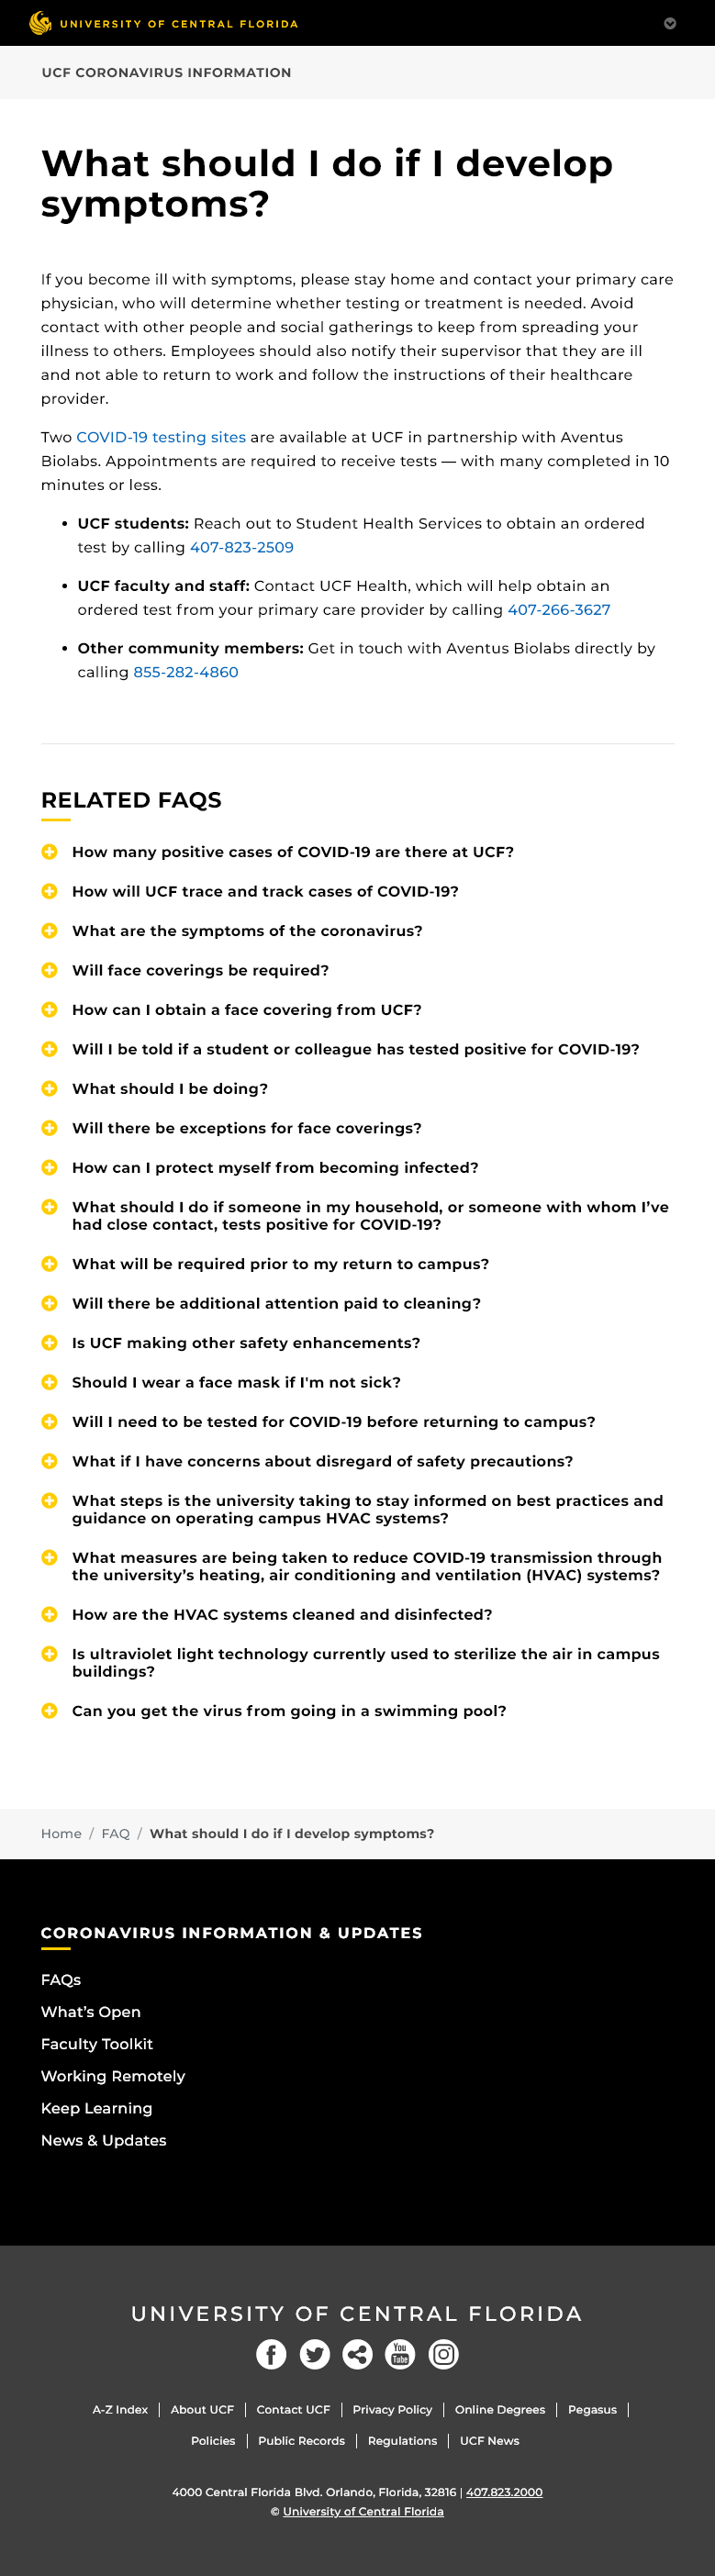 UNIVERSITY OF CENTRAL FLORIDA
UCF CORONAVIRUS INFORMATION
What should I do if I develop
symptoms?
If you become ill with symptoms, please stay home and contact your primary care
physician, who will determine whether testing or treatment is needed. Avoid
contact with other people and social gatherings to keep from spreading your
illness to others. Employees should also notify their supervisor that they are ill
and not able to return to work and follow the instructions of their healthcare
provider.
Two COVID-19 testing sites are available at UCF in partnership with Aventus
Biolabs. Appointments are required to receive tests — with many completed in 10
minutes or less.
• UCF students: Reach out to Student Health Services to obtain an ordered
test by calling 407-823-2509
• UCF faculty and staff: Contact UCF Health, which will help obtain an
ordered test from your primary care provider by calling 407-266-3627
• Other community members: Get in touch with Aventus Biolabs directly by
calling 855-282-4860
RELATED FAQS
How many positive cases of COVID-19 are there at UCF?
How will UCF trace and track cases of COVID-19?
What are the symptoms of the coronavirus?
Will face coverings be required?
How can I obtain a face covering from UCF?
Will I be told if a student or colleague has tested positive for COVID-19?
What should I be doing?
Will there be exceptions for face coverings?
How can I protect myself from becoming infected?
What should I do if someone in my household, or someone with whom I’ve
had close contact, tests positive for COVID-19?
What will be required prior to my return to campus?
Will there be additional attention paid to cleaning?
Is UCF making other safety enhancements?
Should I wear a face mask if I'm not sick?
Will I need to be tested for COVID-19 before returning to campus?
What if I have concerns about disregard of safety precautions?
What steps is the university taking to stay informed on best practices and
guidance on operating campus HVAC systems?
What measures are being taken to reduce COVID-19 transmission through
the university’s heating, air conditioning and ventilation (HVAC) systems?
How are the HVAC systems cleaned and disinfected?
Is ultraviolet light technology currently used to sterilize the air in campus
buildings?
Can you get the virus from going in a swimming pool?
Home / FAQ / What should I do if I develop symptoms?
CORONAVIRUS INFORMATION & UPDATES
FAQs
What’s Open
Faculty Toolkit
Working Remotely
Keep Learning
News & Updates
UNIVERSITY OF CENTRAL FLORIDA
You Tube
A-Z Index | About UCF | Contact UCF | Privacy Policy | Online Degrees | Pegasus |
Policies | Public Records | Regulations | UCF News
4000 Central Florida Blvd. Orlando, Florida, 32816 | 407.823.2000
© University of Central Florida